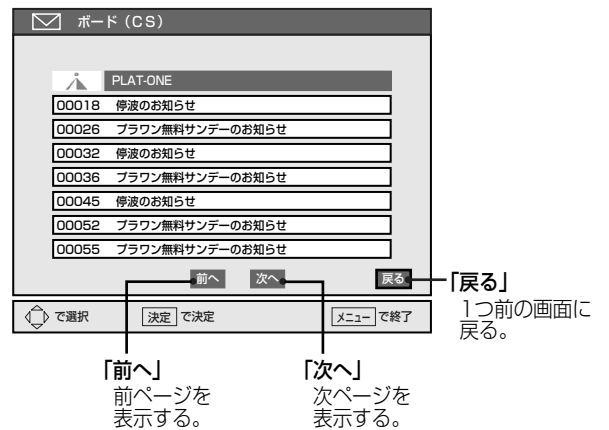 ボード（CS）
PLAT-ONE
00018 停波のお知らせ
00026 プラワン無料サンデーのお知らせ
00032 停波のお知らせ
00036 プラワン無料サンデーのお知らせ
00045 停波のお知らせ
00052 プラワン無料サンデーのお知らせ
00055 プラワン無料サンデーのお知らせ
前へ 次へ 戻る
で選択 決定 で決定 メニュー で終了
「戻る」
1つ前の画面に
戻る。
「前へ」
前ページを
表示する。
「次へ」
次ページを
表示する。